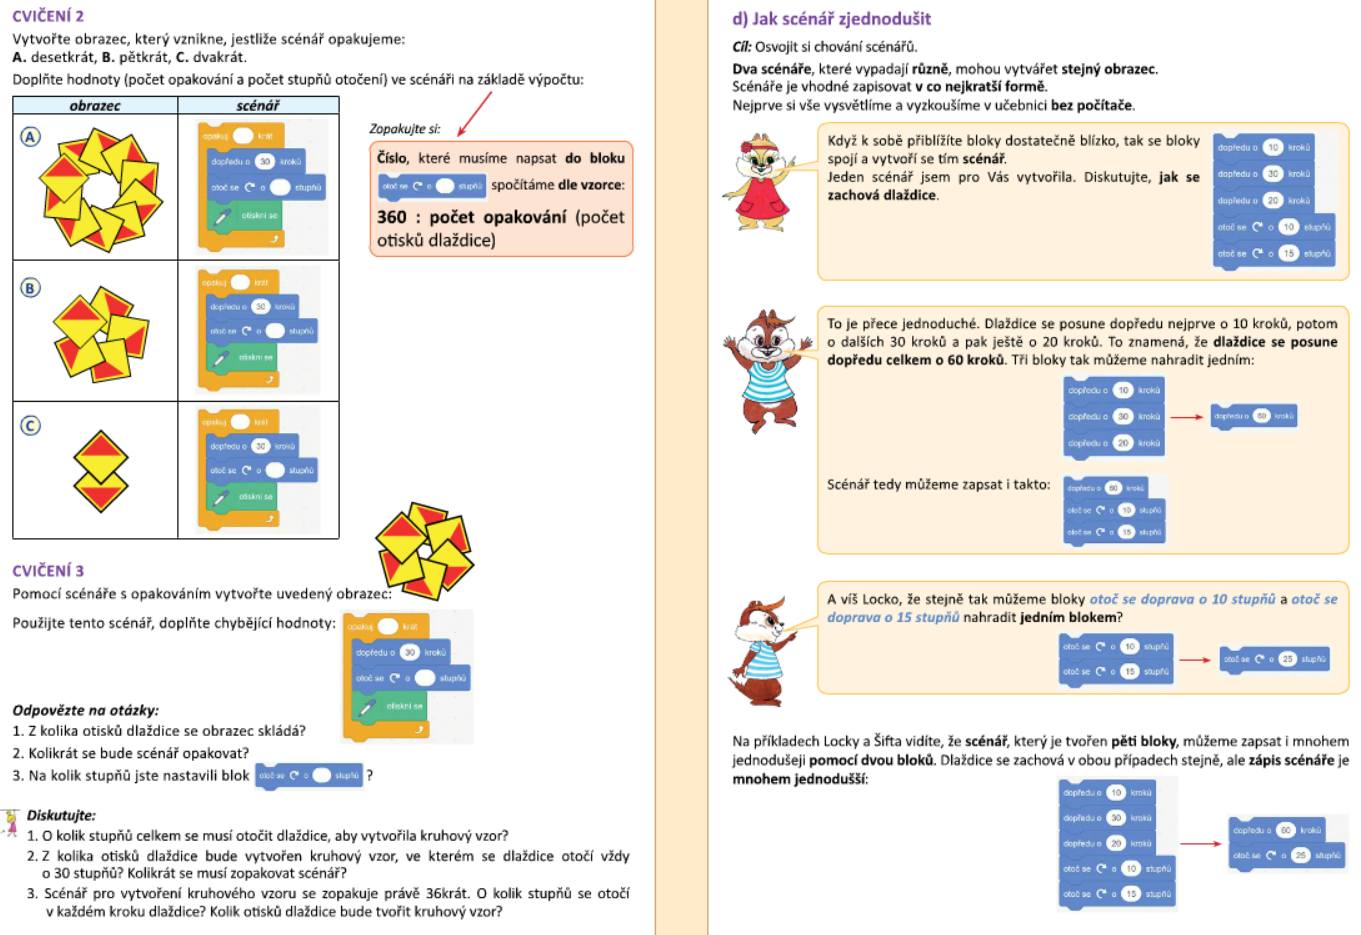 CVIČENÍ 2
Vytvořte obrazec, který vznikne, jestliže scénář opakujeme:
A. desetkrát, B. pětkrát, C. dvakrát.
Doplňte hodnoty (počet opakování a počet stupňů otočení) ve scénáři na základě výpočtu:
obrazec scénář
A
opakuj krát
dopředu o 30 kroků
otoč se o stupňů
otiskni se
B
opakuj krát
dopředu o 30 kroků
otoč se o stupňů
otiskni se
C
opakuj krát
dopředu o 30 kroků
otoč se o stupňů
otiskni se
Zopakujte si:
Číslo, které musíme napsat do bloku
otoč se o stupňů spočítáme dle vzorce:
360 : počet opakování (počet
otisků dlaždice)
CVIČENÍ 3
Pomocí scénáře s opakováním vytvořte uvedený obrazec:
Použijte tento scénář, doplňte chybějící hodnoty:
opakuj krát
dopředu o 30 kroků
otoč se o stupňů
otiskni se
Odpovězte na otázky:
1. Z kolika otisků dlaždice se obrazec skládá?
2. Kolikrát se bude scénář opakovat?
3. Na kolik stupňů jste nastavili blok otoč se o stupňů ?
Diskutujte:
1. O kolik stupňů celkem se musí otočit dlaždice, aby vytvořila kruhový vzor?
2. Z kolika otisků dlaždice bude vytvořen kruhový vzor, ve kterém se dlaždice otočí vždy
o 30 stupňů? Kolikrát se musí zopakovat scénář?
3. Scénář pro vytvoření kruhového vzoru se zopakuje právě 36krát. O kolik stupňů se otočí
v každém kroku dlaždice? Kolik otisků dlaždice bude tvořit kruhový vzor?
d) Jak scénář zjednodušit
Cíl: Osvojit si chování scénářů.
Dva scénáře, které vypadají různě, mohou vytvářet stejný obrazec.
Scénáře je vhodné zapisovat v co nejkratší formě.
Nejprve si vše vysvětlíme a vyzkoušíme v učebnici bez počítače.
Když k sobě přiblížíte bloky dostatečně blízko, tak se bloky
spojí a vytvoří se tím scénář.
Jeden scénář jsem pro Vás vytvořila. Diskutujte, jak se
zachová dlaždice.
dopředu o 10 kroků
dopředu o 30 kroků
dopředu o 20 kroků
otoč se o 10 stupňů
otoč se o 15 stupňů
To je přece jednoduché. Dlaždice se posune dopředu nejprve o 10 kroků, potom
o dalších 30 kroků a pak ještě o 20 kroků. To znamená, že dlaždice se posune
dopředu celkem o 60 kroků. Tři bloky tak můžeme nahradit jedním:
dopředu o 10 kroků
dopředu o 30 kroků
dopředu o 20 kroků
dopředu o 60 kroků
Scénář tedy můžeme zapsat i takto:
dopředu o 60 kroků
otoč se o 10 stupňů
otoč se o 15 stupňů
A víš Locko, že stejně tak můžeme bloky otoč se doprava o 10 stupňů a otoč se
doprava o 15 stupňů nahradit jedním blokem?
otoč se o 10 stupňů
otoč se o 15 stupňů
otoč se o 25 stupňů
Na příkladech Locky a Šifta vidíte, že scénář, který je tvořen pěti bloky, můžeme zapsat i mnohem
jednodušeji pomocí dvou bloků. Dlaždice se zachová v obou případech stejně, ale zápis scénáře je
mnohem jednodušší:
dopředu o 10 kroků
dopředu o 30 kroků
dopředu o 20 kroků
otoč se o 10 stupňů
otoč se o 15 stupňů
dopředu o 60 kroků
otoč se o 25 stupňů